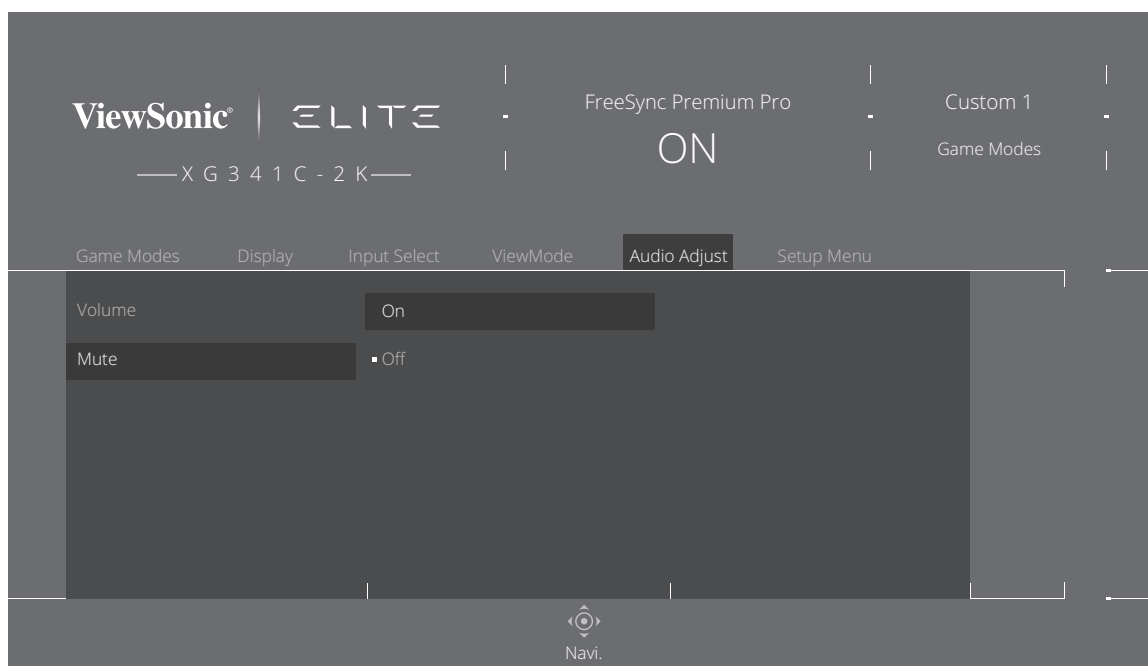 ViewSonic® ELITE
XG341C-2K
FreeSync Premium Pro
ON
Custom 1
Game Modes
Game Modes Display Input Select ViewMode Audio Adjust Setup Menu
Volume On
Mute Off
Navi.